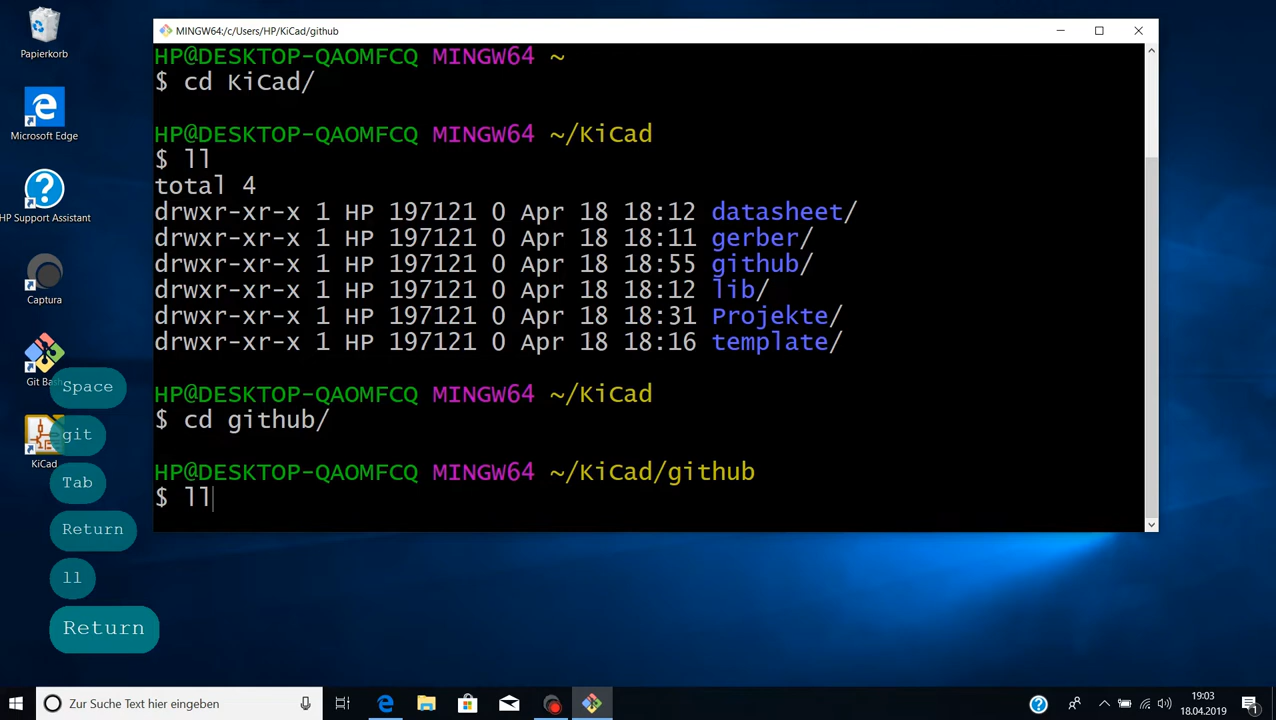 Papierkorb
Microsoft Edge
HP Support Assistant
Captura
Git Bas
KiCad
Space
git
Tab
Return
ll
Return
MINGW64:/c/Users/HP/KiCad/github
HP@DESKTOP-QAOMFCQ MINGW64 ~
$ cd KiCad/
HP@DESKTOP-QAOMFCQ MINGW64 ~/KiCad
$ ll
total 4
drwxr-xr-x 1 HP 197121 0 Apr 18 18:12 datasheet/
drwxr-xr-x 1 HP 197121 0 Apr 18 18:11 gerber/
drwxr-xr-x 1 HP 197121 0 Apr 18 18:55 github/
drwxr-xr-x 1 HP 197121 0 Apr 18 18:12 lib/
drwxr-xr-x 1 HP 197121 0 Apr 18 18:31 Projekte/
drwxr-xr-x 1 HP 197121 0 Apr 18 18:16 template/
HP@DESKTOP-QAOMFCQ MINGW64 ~/KiCad
$ cd github/
HP@DESKTOP-QAOMFCQ MINGW64 ~/KiCad/github
$ ll
Zur Suche Text hier eingeben
19:03
18.04.2019
1